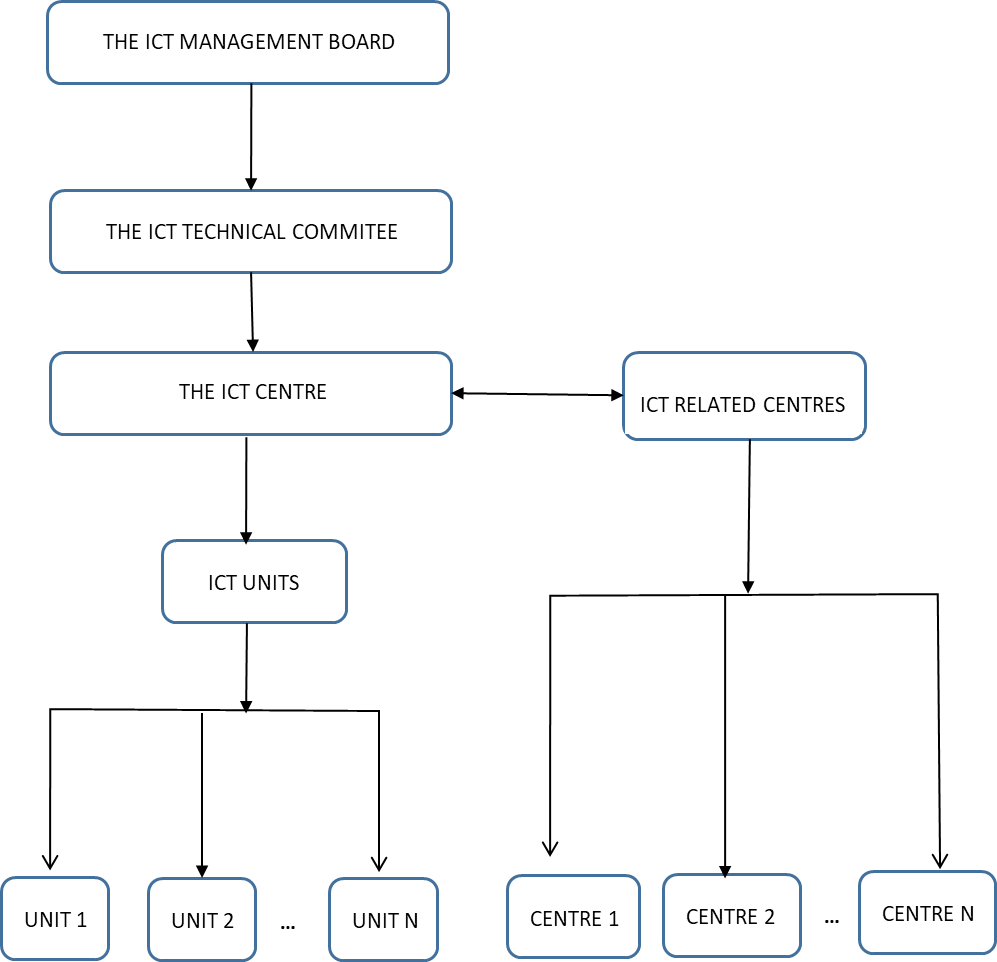 THE ICT MANAGEMENT BOARD
THE ICT TECHNICAL COMMITEE
THE ICT CENTRE
ICT RELATED CENTRES
ICT UNITS
UNIT 1
UNIT 2
...
UNIT N
CENTRE 1
CENTRE 2
...
CENTRE N